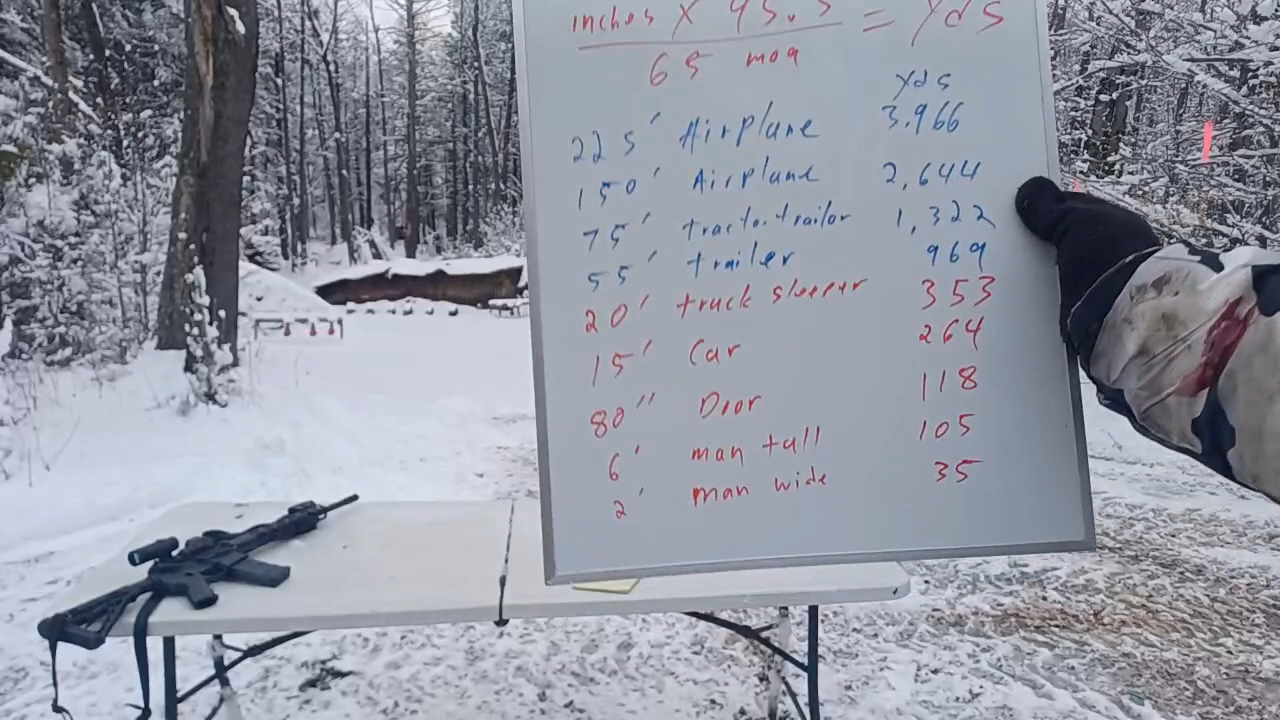 inches x 95.5 = yds
65 moa
yds
225' Airplane 3.966
150' Airplane 2,644
75' tractortrailor 1,322
55' trailer 969
20' truck sleeper 353
15' Car 264
80" Door 118
6' man tall 105
2' man wide 35